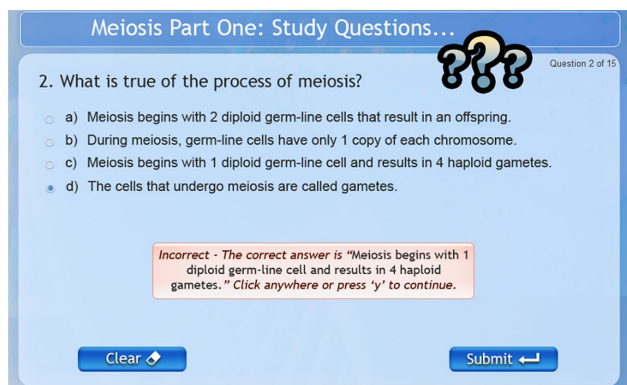 Meiosis Part One: Study Questions...
???
Question 2 of 15
2. What is true of the process of meiosis?
a) Meiosis begins with 2 diploid germ-line cells that result in an offspring.
b) During meiosis, germ-line cells have only 1 copy of each chromosome.
c) Meiosis begins with 1 diploid germ-line cell and results in 4 haploid gametes.
d) The cells that undergo meiosis are called gametes.
Incorrect - The correct answer is "Meiosis begins with 1
diploid germ-line cell and results in 4 haploid
gametes." Click anywhere or press 'y' to continue.
Clear
Submit